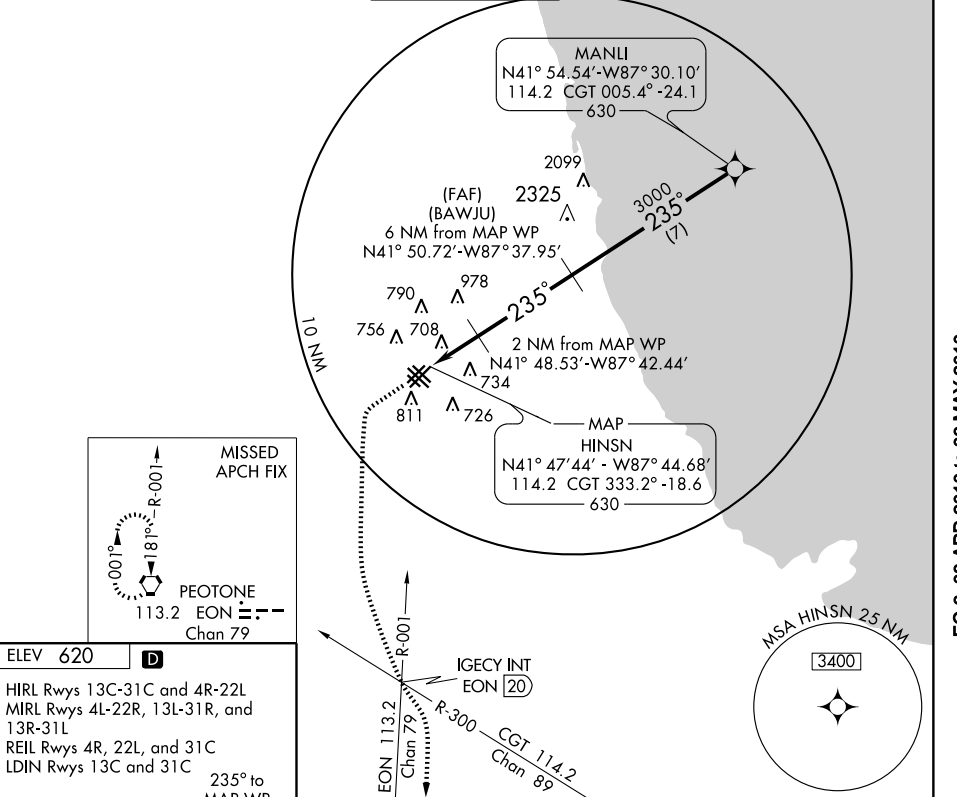 MANLI
N41° 54.54'-W87° 30.10'
114.2 CGT 005.4° -24.1
630
2099
2325
3000
235°
(7)
(FAF)
(BAWJU)
6 NM from MAP WP
N41° 50.72'-W87° 37.95'
978
790
235°
756
708
10 NM
2 NM from MAP WP
N41° 48.53'-W87° 42.44'
734
811
726
MAP
HINSN
N41° 47'44' - W87° 44.68'
114.2 CGT 333.2° -18.6
630
MISSED
APCH FIX
R-001
001°
181°
PEOTONE
113.2 EON
Chan 79
MSA HINSN 25 NM
3400
R-001
IGECY INT
EON 20
R-300
CGT 114.2
Chan 89
EON 113.2
Chan 79
ELEV 620
D
HIRL Rwys 13C-31C and 4R-22L
MIRL Rwys 4L-22R, 13L-31R, and
13R-31L
REIL Rwys 4R, 22L, and 31C
LDIN Rwys 13C and 31C
235° to
MAP WP